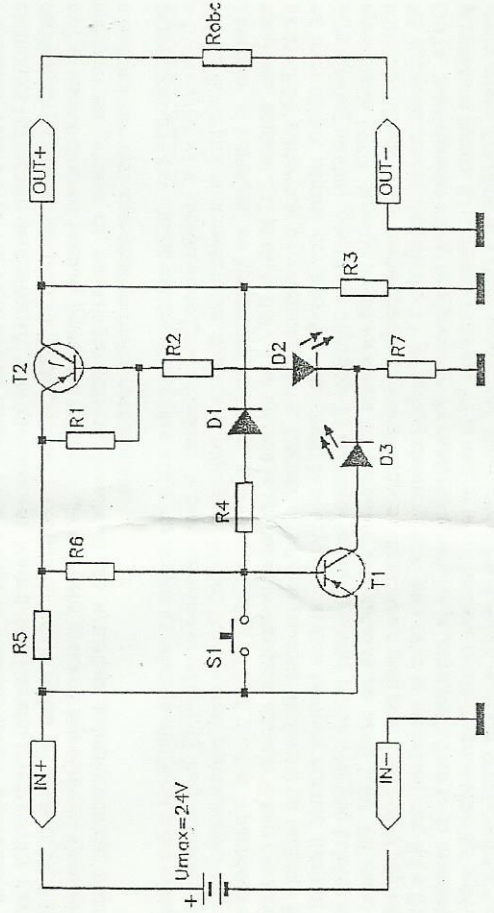 Umax=24V
+
IN+
IN−
R5
S1
R6
R4
T1
R1
T2
D1
R2
D2
D3
R3
R7
OUT+
OUT−
Robc